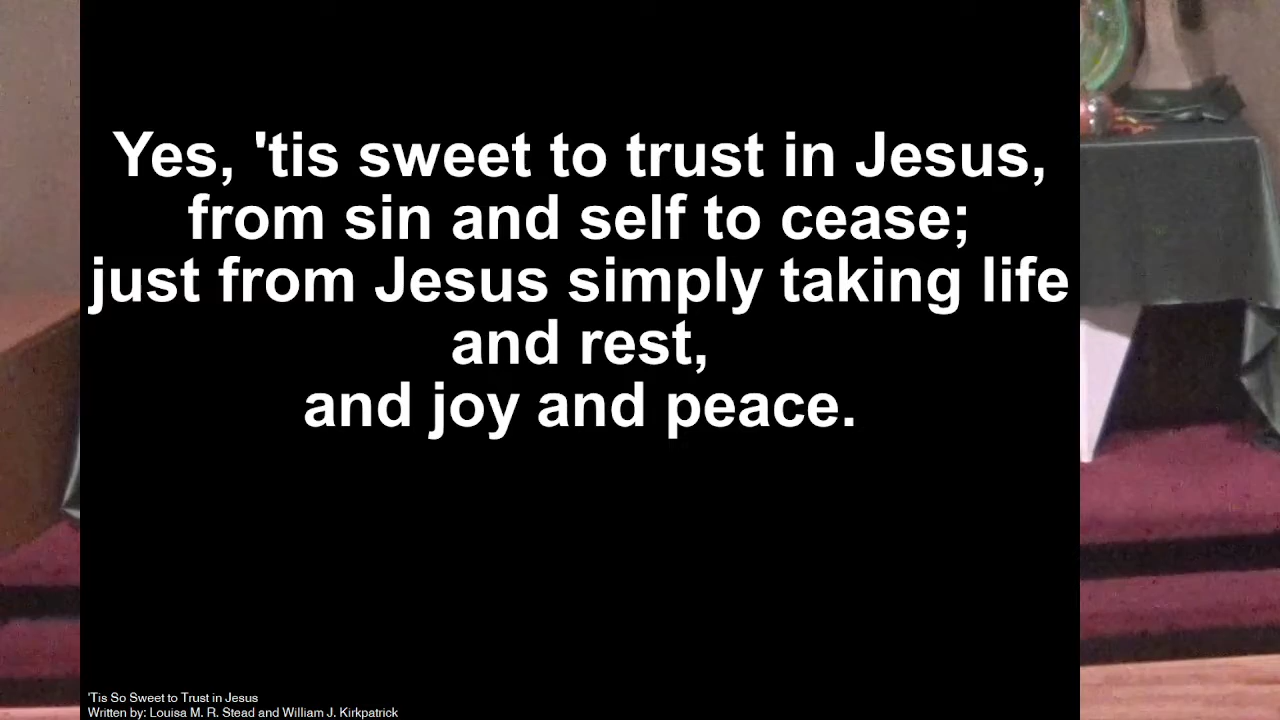 Yes, 'tis sweet to trust in Jesus,
from sin and self to cease;
just from Jesus simply taking life
and rest,
and joy and peace.
'Tis So Sweet to Trust in Jesus
Written by: Louisa M. R. Stead and William J. Kirkpatrick